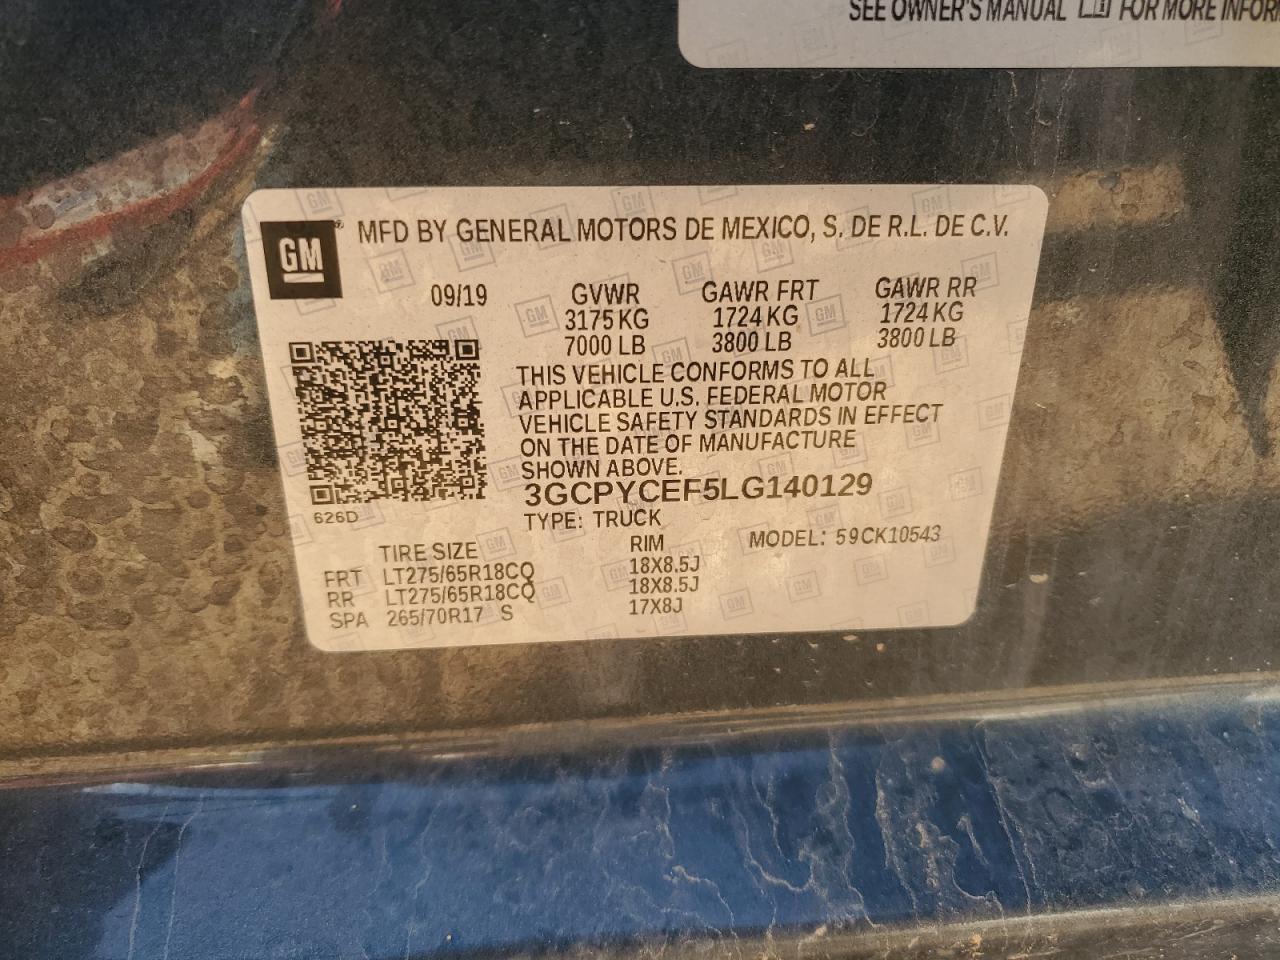 SEE OWNER'S MANUAL FOR MORE
GM
® MFD BY GENERAL MOTORS DE MEXICO, S. DE R.L. DE C.V.
09/19 GVWR GAWR FRT GAWR RR
3175 KG 1724 KG 1724 KG
7000 LB 3800 LB 3800 LB
THIS VEHICLE CONFORMS TO ALL
APPLICABLE U.S. FEDERAL MOTOR
VEHICLE SAFETY STANDARDS IN EFFECT
ON THE DATE OF MANUFACTURE
SHOWN ABOVE.
3GCPYCEF5LG140129
626D
TYPE: TRUCK
TIRE SIZE RIM MODEL: 59CK10543
FRT LT275/65R18CQ 18X8.5J
RR LT275/65R18CQ 18X8.5J
SPA 265/70R17 S 17X8J